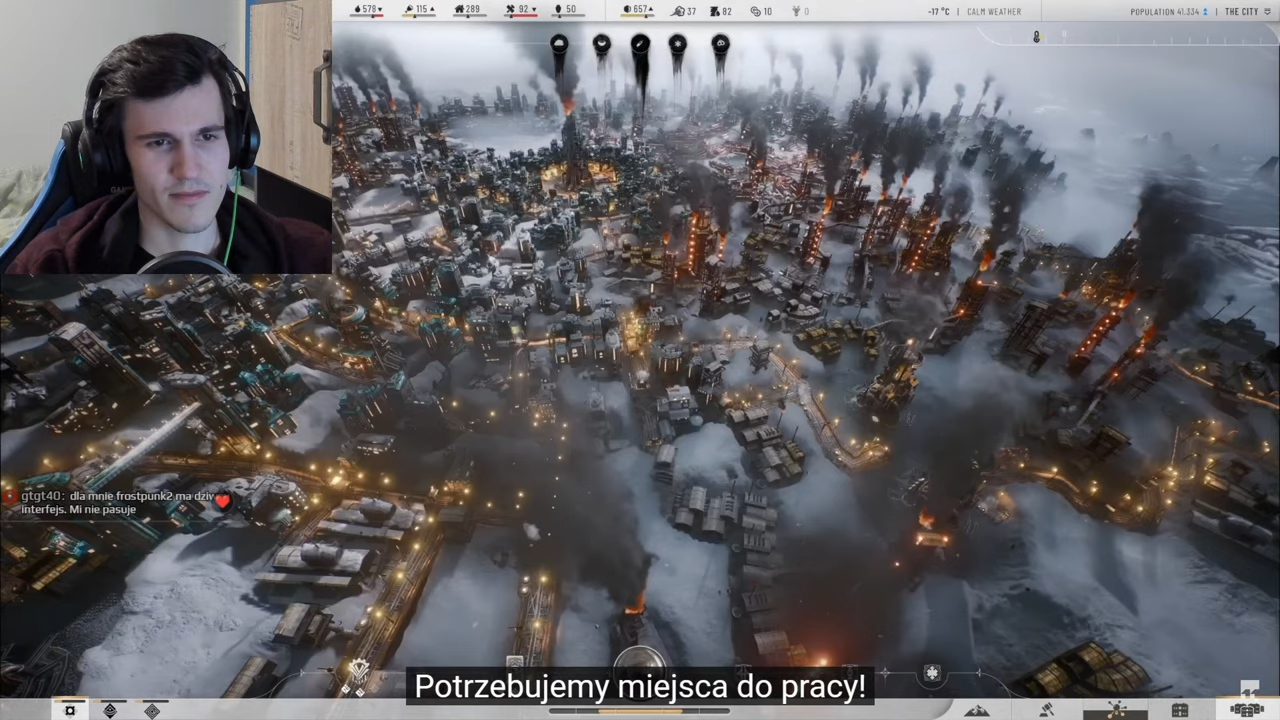 578 115 289 92 50 657 37 82 10 0 -17 °C | CALM WEATHER POPULATION 41,334 | THE CITY
gtgt40: dla mnie frostpunk2 ma dziw
interfejs. Mi nie pasuje
Potrzebujemy miejsca do pracy!